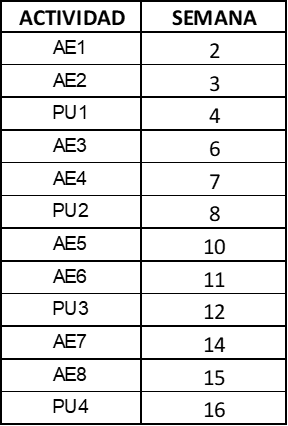 ACTIVIDAD SEMANA
AE1 2
AE2 3
PU1 4
AE3 6
AE4 7
PU2 8
AE5 10
AE6 11
PU3 12
AE7 14
AE8 15
PU4 16